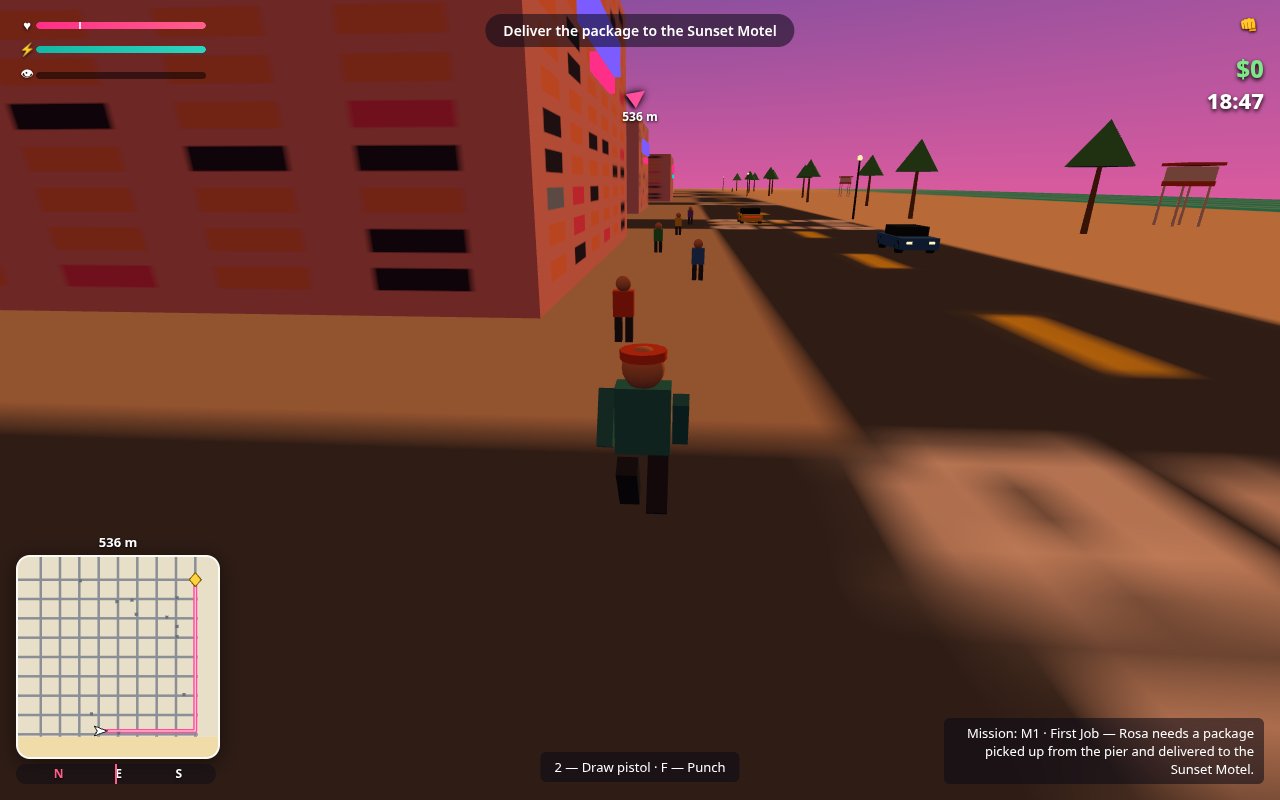 Deliver the package to the Sunset Motel
$0
18:47
536 m
536 m
N E S
2 — Draw pistol · F — Punch
Mission: M1 · First Job — Rosa needs a package
picked up from the pier and delivered to the
Sunset Motel.